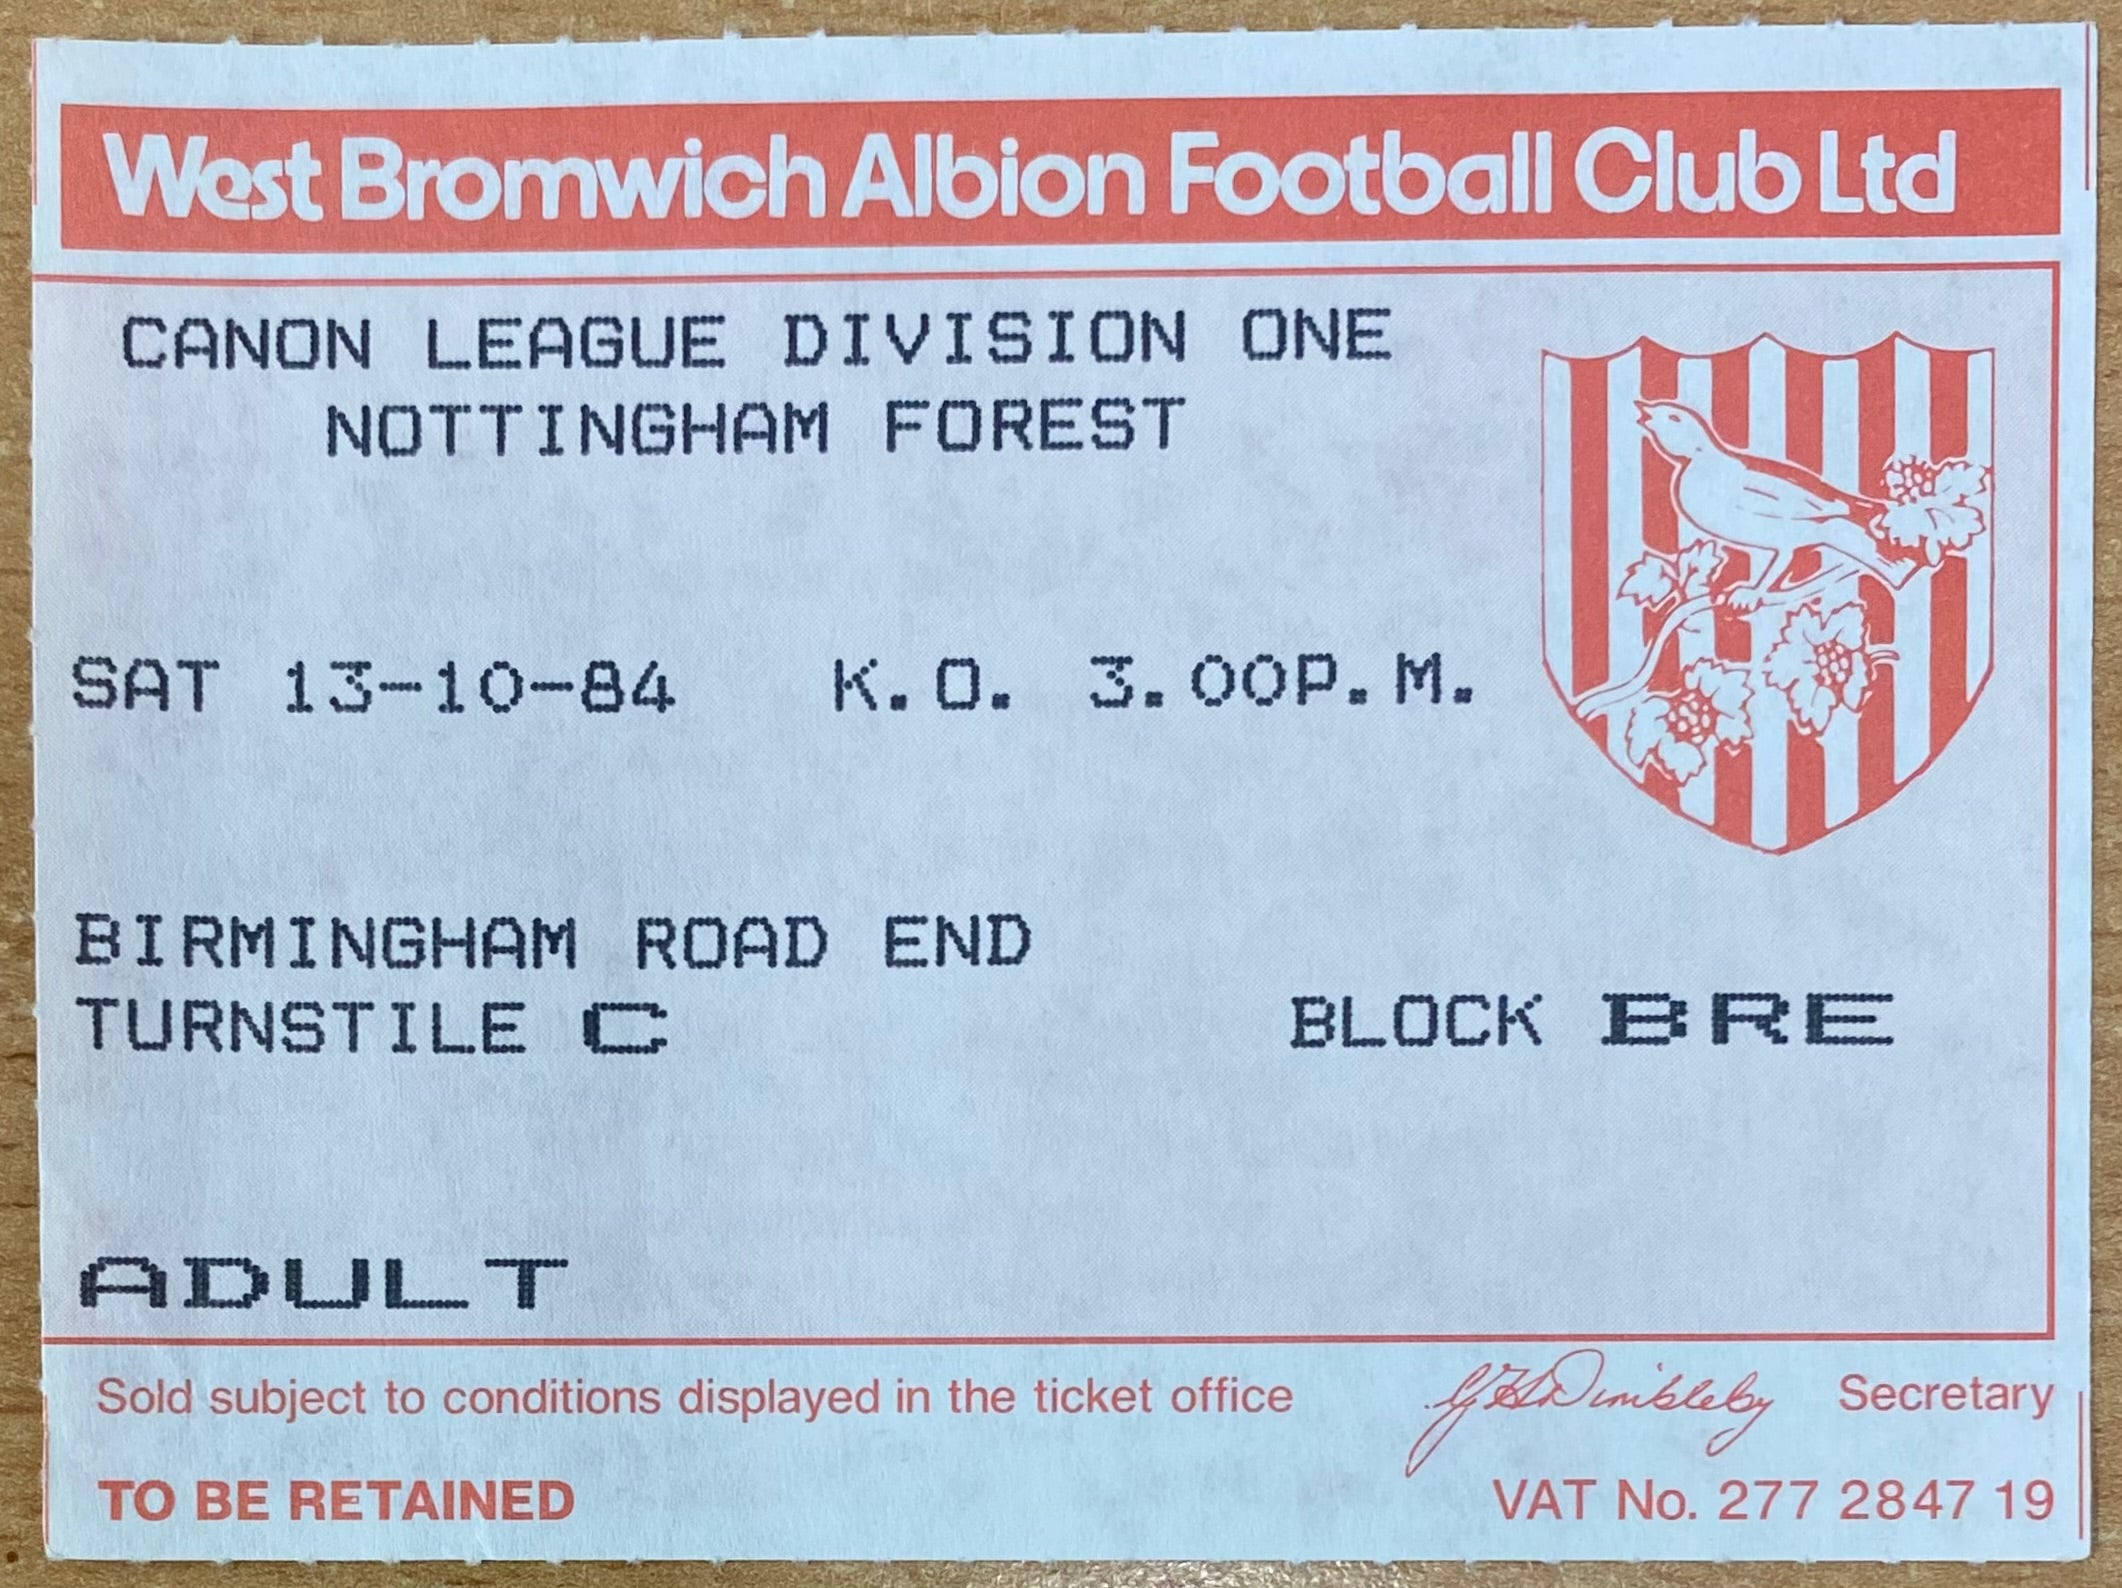 West Bromwich Albion Football Club Ltd
CANON LEAGUE DIVISION ONE
NOTTINGHAM FOREST
SAT 13-10-84 K.O. 3.00P.M.
BIRMINGHAM ROAD END
TURNSTILE C BLOCK BRE
ADULT
Sold subject to conditions displayed in the ticket office Dimbleby Secretary
TO BE RETAINED VAT No. 277 2847 19